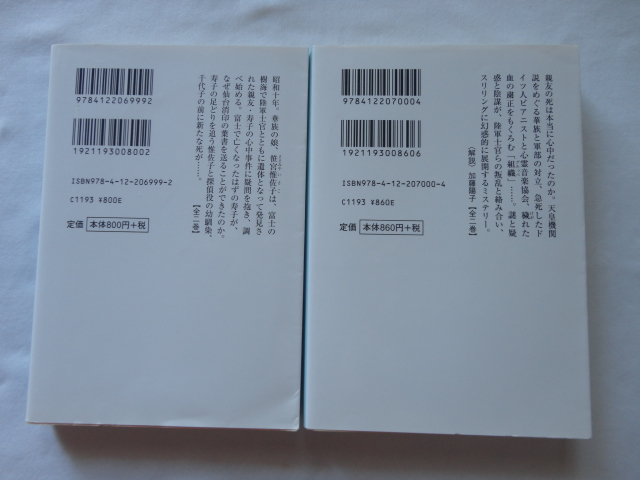 9784122069992
1921193008002
ISBN978-4-12-206999-2
C1193 ¥800E
定価 本体800円+税
昭和十年。華族の娘、笹宮惟佐子は、富士の
樹海で陸軍士官とともに遺体となって発見さ
れた親友・寿子の心中事件に疑問を抱き、調
べ始める。富士で亡くなったはずの寿子が、
なぜ仙台消印の葉書を送ることができたのか。
寿子の足どりを追う惟佐子と探偵役の幼馴染、
千代子の前に新たな死が……。
【全二巻】
9784122070004
1921193008606
ISBN978-4-12-207000-4
C1193 ¥860E
定価 本体860円+税
親友の死は本当に心中だったのか。天皇機関
説をめぐる華族と軍部の対立、急死したド
イツ人ピアニストと心霊音楽協会、穢れた
血の粛正をもくろむ「組織」……。謎と疑
惑と陰謀が、陸軍士官らの叛乱と絡み合い、
スリリングに幻惑的に展開するミステリー。
〈解説〉加藤陽子【全二巻】